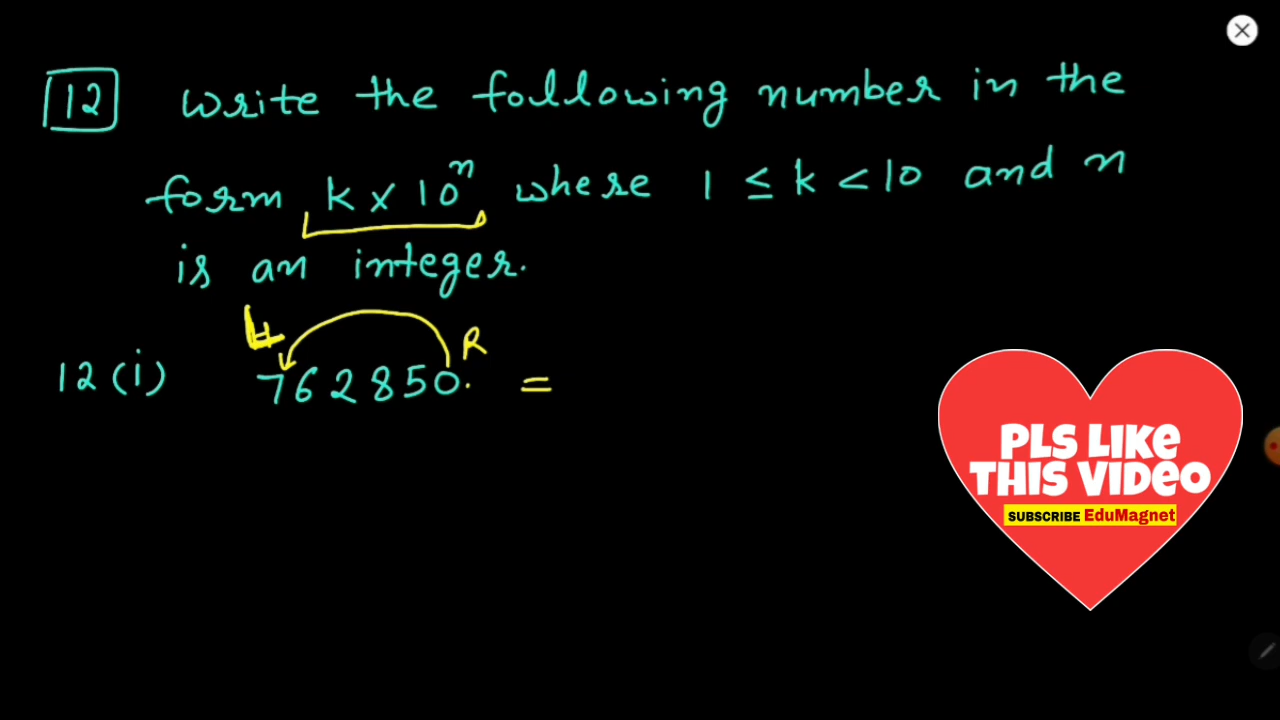 12 Write the following number in the
form k × 10ⁿ where 1 ≤ k < 10 and n
is an integer.
R
12 (i) 762850. =
PLS LIKE
THIS VIDEO
SUBSCRIBE EduMagnet